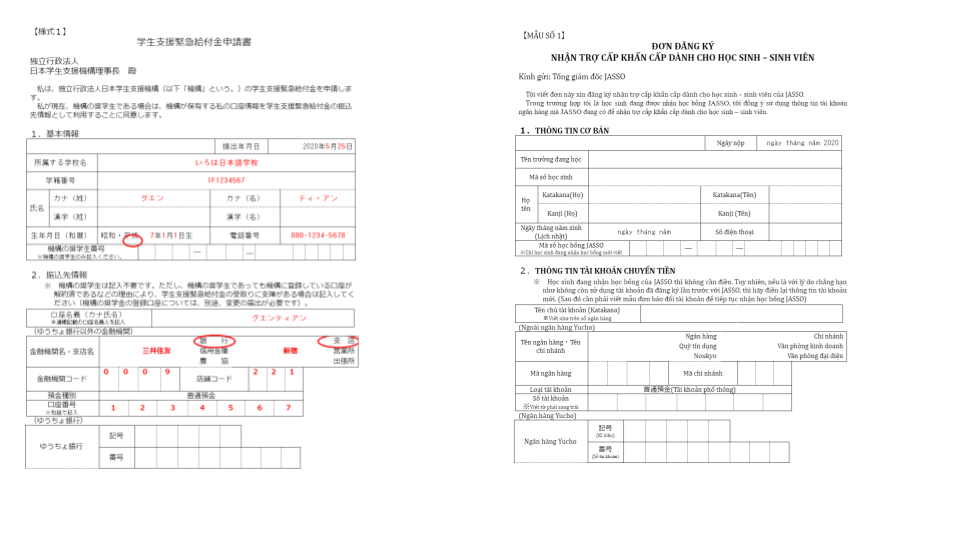 【様式１】
学生支援緊急給付金申請書
独立行政法人
日本学生支援機構理事長　殿
私は、独立行政法人日本学生支援機構（以下「機構」という。）の学生支援緊急給付金を申請しま
す。
私が現在、機構の奨学生である場合は、機構が保有する私の口座情報を学生支援緊急給付金の振込
先情報として利用することに同意します。
１．基本情報
提出年月日　2020年5月25日
所属する学校名　いろは日本語学校
学籍番号　1F1234567
氏名
カナ（姓）　グエン　カナ（名）　ティ・アン
漢字（姓）　漢字（名）
生年月日（和暦）　昭和・平成　7年1月1日生　電話番号　080-1234-5678
機構の奨学生番号
※機構の奨学生のみ記入ください。
２．振込先情報
※　機構の奨学生は記入不要です。ただし、機構の奨学生であっても機構に登録している口座が
解約済であるなどの理由により、学生支援緊急給付金の受取りに支障がある場合は記入してく
ださい（機構の奨学金の登録口座については、別途、変更の届出が必要です）。
口座名義（カナ氏名）　グエンティアン
※通帳記載の口座名義人を記入
（ゆうちょ銀行以外の金融機関）
金融機関名・支店名　三井住友　銀　行　新宿　支　店
信用金庫　営業所
農　協　出張所
金融機関コード　0 0 0 9　店舗コード　2 2 1
預金種別　普通預金
口座番号　1 2 3 4 5 6 7
※右詰で記入
（ゆうちょ銀行）
ゆうちょ銀行
記号
番号
【MẪU SỐ 1】
ĐƠN ĐĂNG KÝ
NHẬN TRỢ CẤP KHẨN CẤP DÀNH CHO HỌC SINH – SINH VIÊN
Kính gửi: Tổng giám đốc JASSO
Tôi viết đơn này xin đăng ký nhận trợ cấp khẩn cấp dành cho học sinh – sinh viên của JASSO.
Trong trường hợp tôi là học sinh đang được nhận học bổng JASSO, tôi đồng ý sử dụng thông tin tài khoản
ngân hàng mà JASSO đang có để nhận trợ cấp khẩn cấp dành cho học sinh – sinh viên.
1．THÔNG TIN CƠ BẢN
Ngày nộp　ngày tháng năm 2020
Tên trường đang học
Mã số học sinh
Họ
tên
Katakana(Họ)　Katakana(Tên)
Kanji (Họ)　Kanji (Tên)
Ngày tháng năm sinh
(Lịch nhật)　ngày tháng năm　Số điện thoại
Mã số học bổng JASSO
※Chỉ học sinh đang nhận học bổng mới viết
2．THÔNG TIN TÀI KHOẢN CHUYỂN TIỀN
※　Học sinh đang nhận học bổng của JASSO thì không cần điền. Tuy nhiên, nếu là với lý do chẳng hạn
như không còn sử dụng tài khoản đã đăng ký lần trước với JASSO, thì hãy điền lại thông tin tài khoản
mới. (Sau đó cần phải viết mẫu đơn báo đổi tài khoản để tiếp tục nhận học bổng JASSO)
Tên chủ tài khoản (Katakana)
※Viết như trên sổ ngân hàng
(Ngoài ngân hàng Yucho)
Tên ngân hàng・Tên
chi nhánh
Ngân hàng　Chi nhánh
Quỹ tín dụng　Văn phòng kinh doanh
Noukyo　Văn phòng đại diện
Mã ngân hàng　Mã chi nhánh
Loại tài khoản　普通預金(Tài khoản phổ thông)
Số tài khoản
※Viết từ phải sang trái
(Ngân hàng Yucho)
Ngân hàng Yucho
記号
(Kí hiệu)
番号
(Số tài khoản)